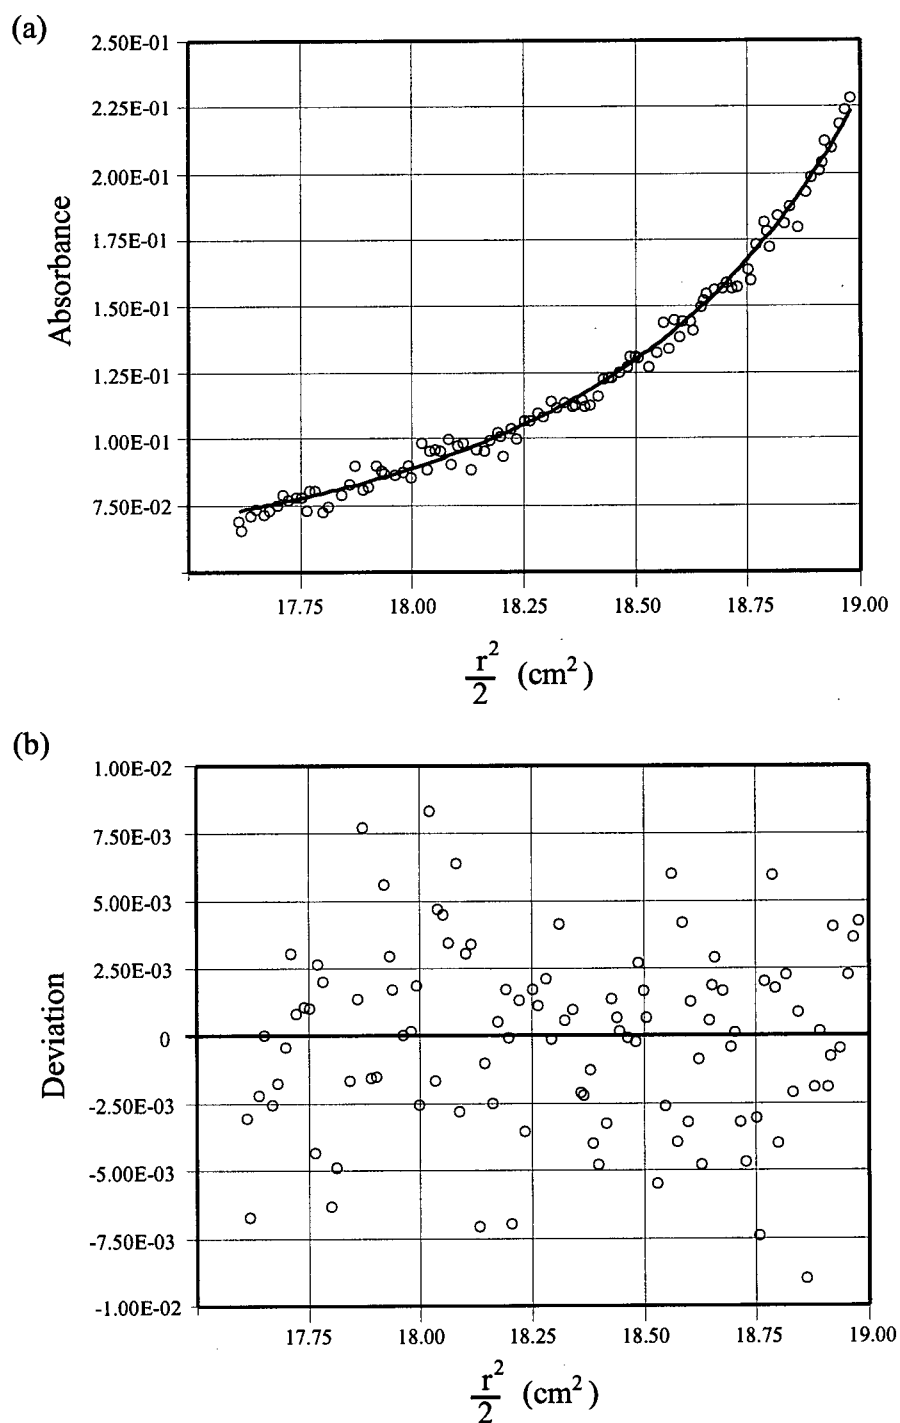 (a)
2.50E-01
2.25E-01
2.00E-01
1.75E-01
1.50E-01
1.25E-01
1.00E-01
7.50E-02
Absorbance
17.75 18.00 18.25 18.50 18.75 19.00
r²/2 (cm²)
(b)
1.00E-02
7.50E-03
5.00E-03
2.50E-03
0
-2.50E-03
-5.00E-03
-7.50E-03
-1.00E-02
Deviation
17.75 18.00 18.25 18.50 18.75 19.00
r²/2 (cm²)